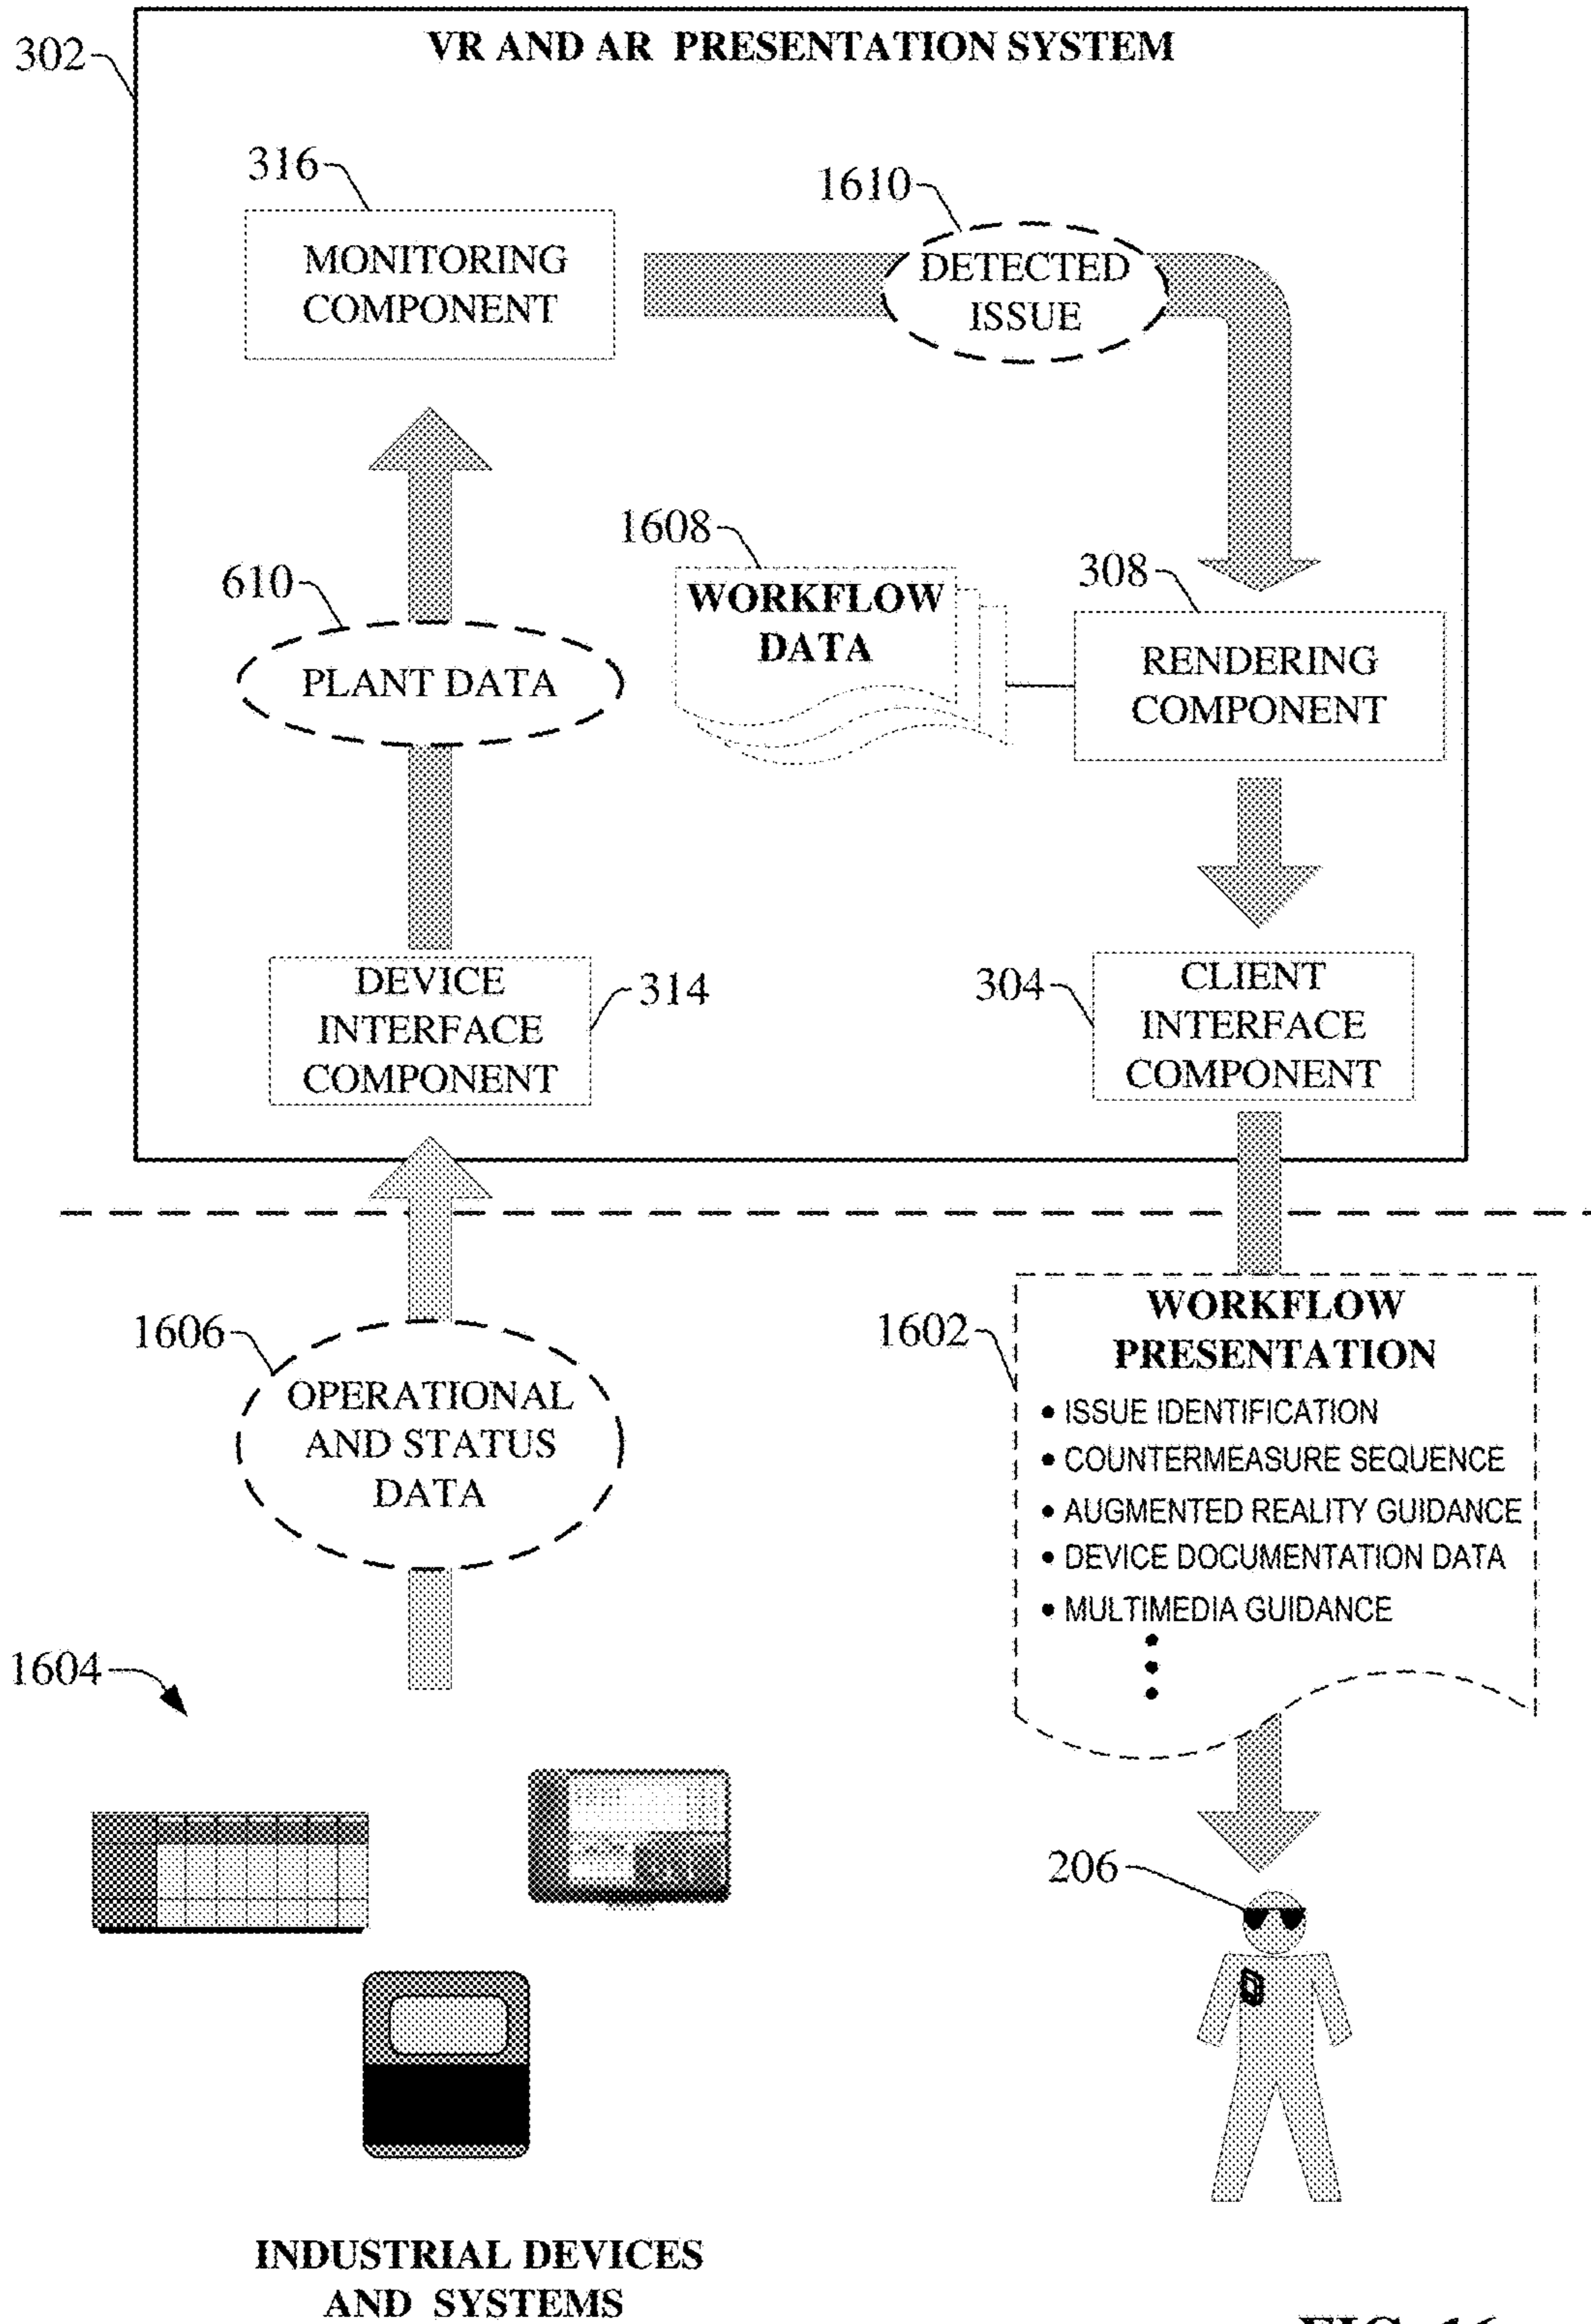 302
VR AND AR PRESENTATION SYSTEM
316
1610
MONITORING
COMPONENT
DETECTED
ISSUE
1608
308
610
WORKFLOW
DATA
RENDERING
COMPONENT
PLANT DATA
DEVICE
INTERFACE
COMPONENT
314
304
CLIENT
INTERFACE
COMPONENT
1606
OPERATIONAL
AND STATUS
DATA
1602
WORKFLOW
PRESENTATION
• ISSUE IDENTIFICATION
• COUNTERMEASURE SEQUENCE
• AUGMENTED REALITY GUIDANCE
• DEVICE DOCUMENTATION DATA
• MULTIMEDIA GUIDANCE
1604
206
INDUSTRIAL DEVICES
AND SYSTEMS